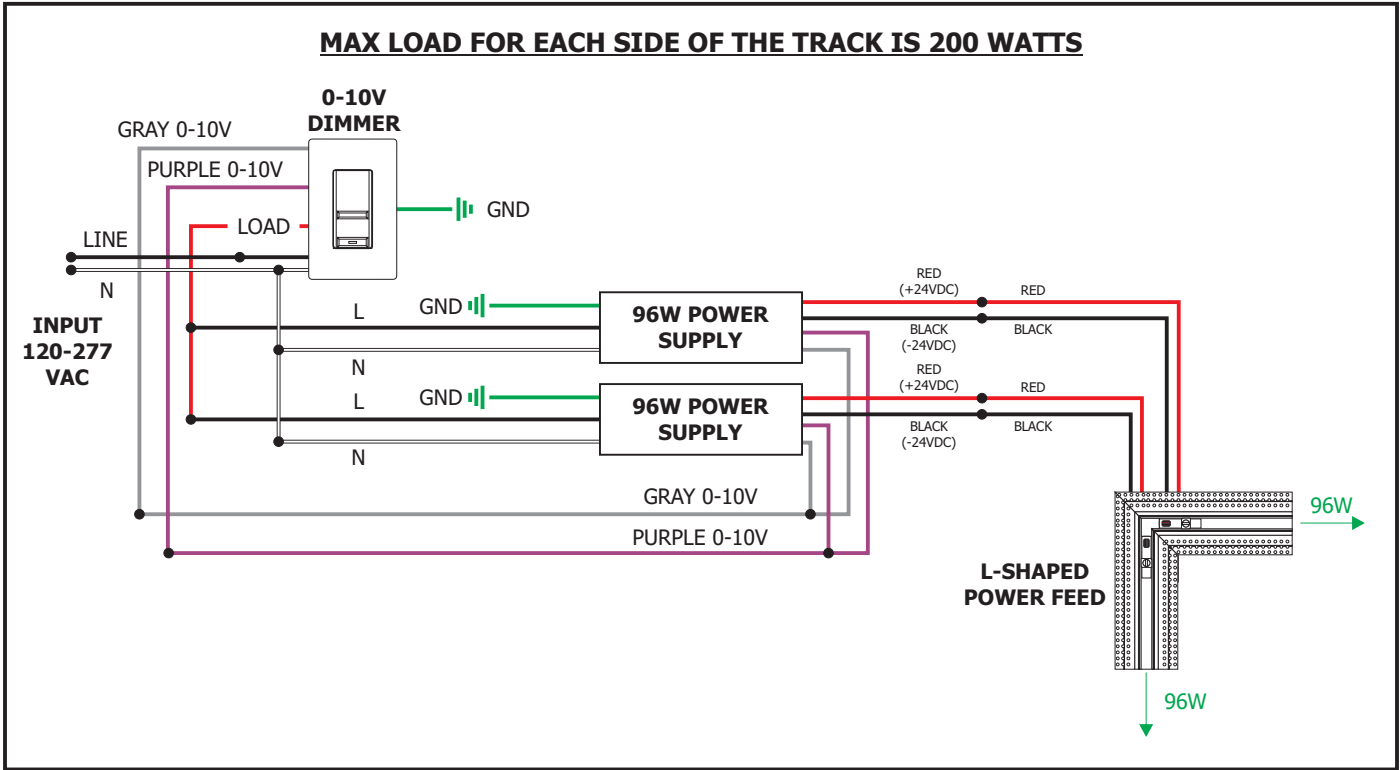 MAX LOAD FOR EACH SIDE OF THE TRACK IS 200 WATTS
0-10V
DIMMER
GRAY 0-10V
PURPLE 0-10V
LOAD
GND
LINE
N
INPUT
120-277
VAC
L
GND
N
96W POWER
SUPPLY
RED
(+24VDC)
RED
BLACK
(-24VDC)
BLACK
L
GND
N
96W POWER
SUPPLY
RED
(+24VDC)
RED
BLACK
(-24VDC)
BLACK
GRAY 0-10V
PURPLE 0-10V
L-SHAPED
POWER FEED
96W
96W